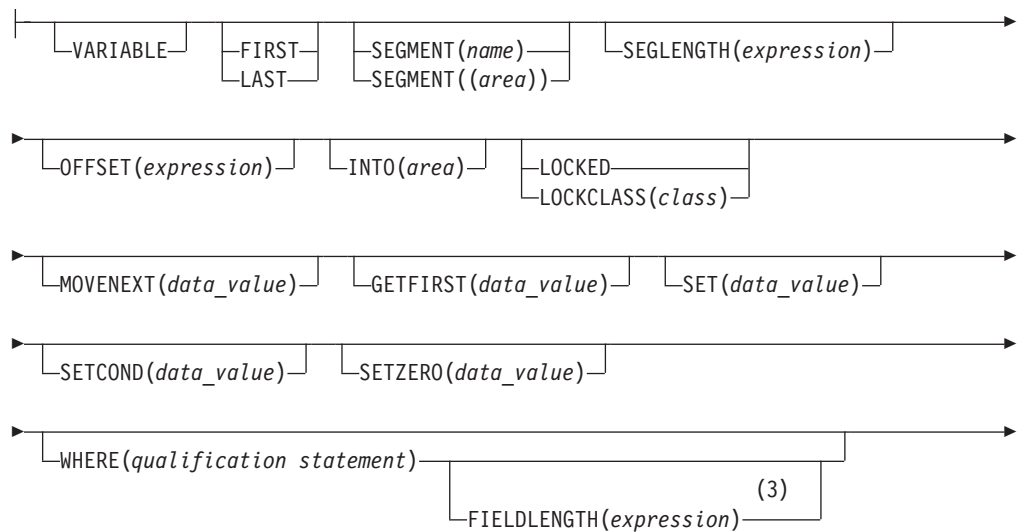 VARIABLE FIRST SEGMENT(name) SEGLENGTH(expression)
LAST SEGMENT((area))
OFFSET(expression) INTO(area) LOCKED
LOCKCLASS(class)
MOVENEXT(data_value) GETFIRST(data_value) SET(data_value)
SETCOND(data_value) SETZERO(data_value)
WHERE(qualification statement)
(3)
FIELDLENGTH(expression)